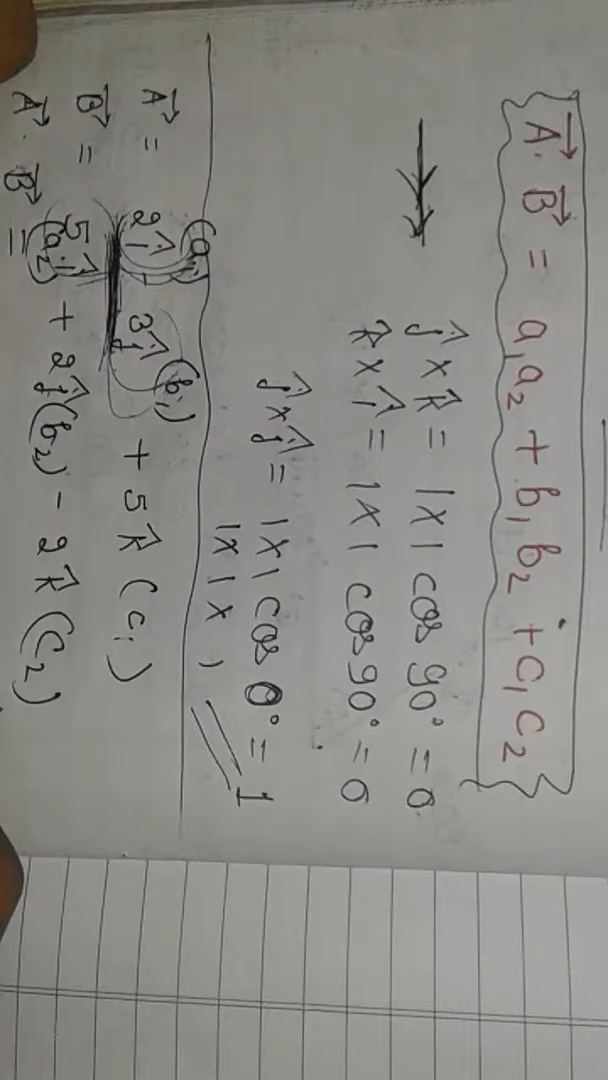 A⃗ . B⃗ = a₁a₂ + b₁b₂ + c₁c₂
ĵ × k̂ = 1×1 cos 90° = 0
k̂ × î = 1×1 cos 90° = 0
ĵ × ĵ = 1×1 cos 0° = 1
1×1×1
A⃗ = 2î (a₁) 3ĵ (b₁) + 5k̂ (c₁)
B⃗ = 5î (a₂) + 2ĵ (b₂) - 2k̂ (c₂)
A⃗ . B⃗ =